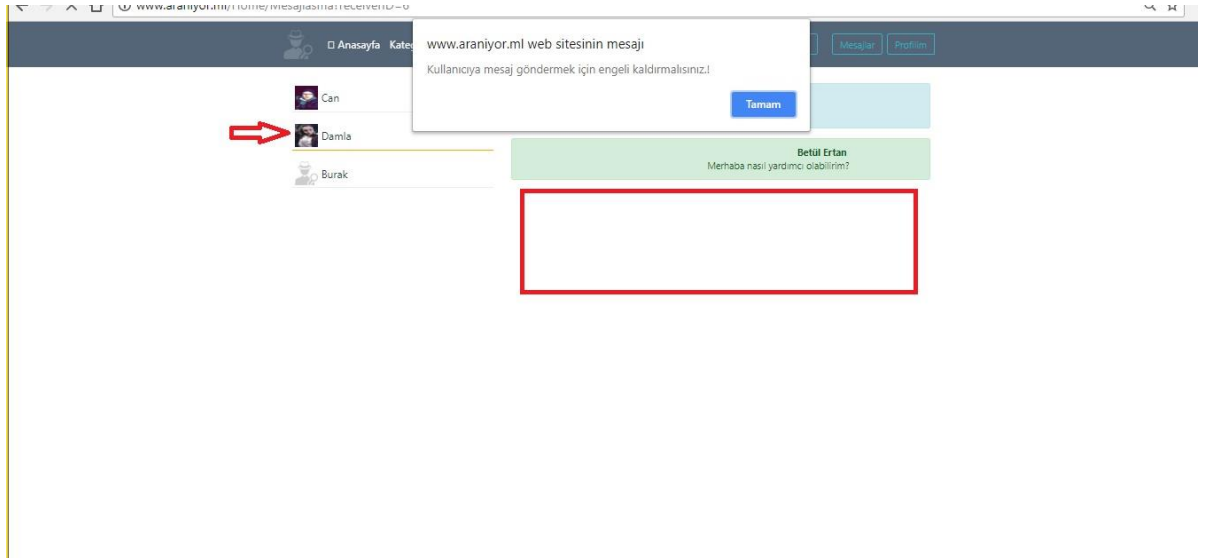 www.araniyor.ml/Home/Mesajlasma?receiverID=6
Anasayfa
www.araniyor.ml web sitesinin mesajı
Kullanıcıya mesaj göndermek için engeli kaldırmalısınız.!
Tamam
Mesajlar Profilim
Can
Damla
Burak
Betül Ertan
Merhaba nasıl yardımcı olabilirim?